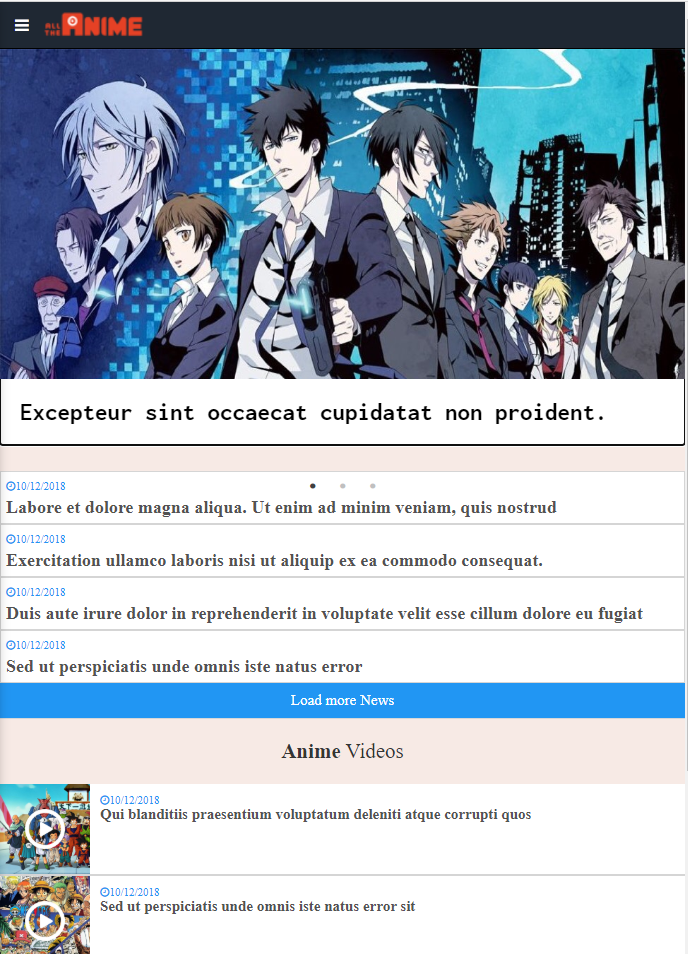 ALL THE ANIME
Excepteur sint occaecat cupidatat non proident.
10/12/2018
Labore et dolore magna aliqua. Ut enim ad minim veniam, quis nostrud
10/12/2018
Exercitation ullamco laboris nisi ut aliquip ex ea commodo consequat.
10/12/2018
Duis aute irure dolor in reprehenderit in voluptate velit esse cillum dolore eu fugiat
10/12/2018
Sed ut perspiciatis unde omnis iste natus error
Load more News
Anime Videos
10/12/2018
Qui blanditiis praesentium voluptatum deleniti atque corrupti quos
10/12/2018
Sed ut perspiciatis unde omnis iste natus error sit